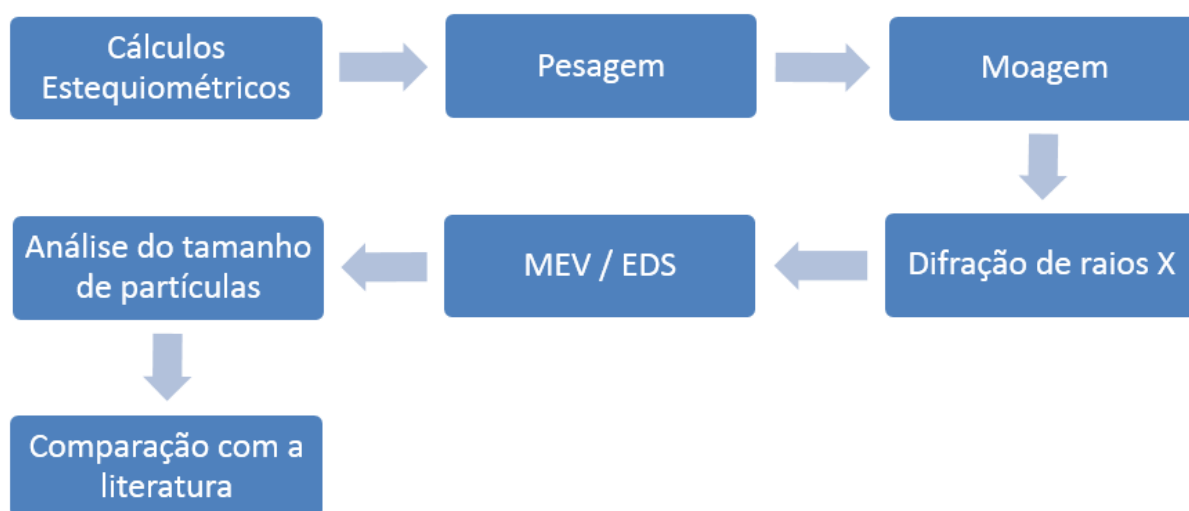 Cálculos
Estequiométricos
Pesagem
Moagem
Difração de raios X
MEV / EDS
Análise do tamanho
de partículas
Comparação com a
literatura